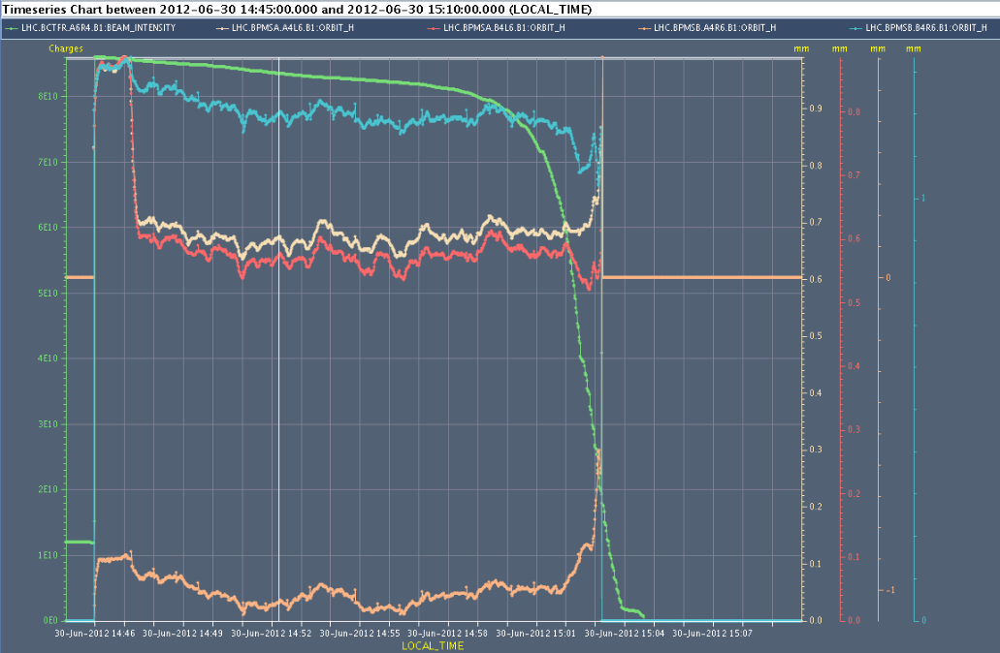 Timeseries Chart between 2012-06-30 14:45:00.000 and 2012-06-30 15:10:00.000 (LOCAL_TIME)
LHC.BCTFR.A6R4.B1:BEAM_INTENSITY LHC.BPMSA.A4L6.B1:ORBIT_H LHC.BPMSA.B4L6.B1:ORBIT_H LHC.BPMSB.A4R6.B1:ORBIT_H LHC.BPMSB.B4R6.B1:ORBIT_H
Charges mm mm mm mm
8E10 0.9 0.8
7E10 0.8 0.7 1
6E10 0.7 0.6
5E10 0.6 0.5 0
4E10 0.5 0.4
3E10 0.4 0.3
2E10 0.3 0.2
1E10 0.2 0.1
0E0 0.1 0.0 -1
0.0 0
30-Jun-2012 14:46 30-Jun-2012 14:49 30-Jun-2012 14:52 30-Jun-2012 14:55 30-Jun-2012 14:58 30-Jun-2012 15:01 30-Jun-2012 15:04 30-Jun-2012 15:07
LOCAL_TIME